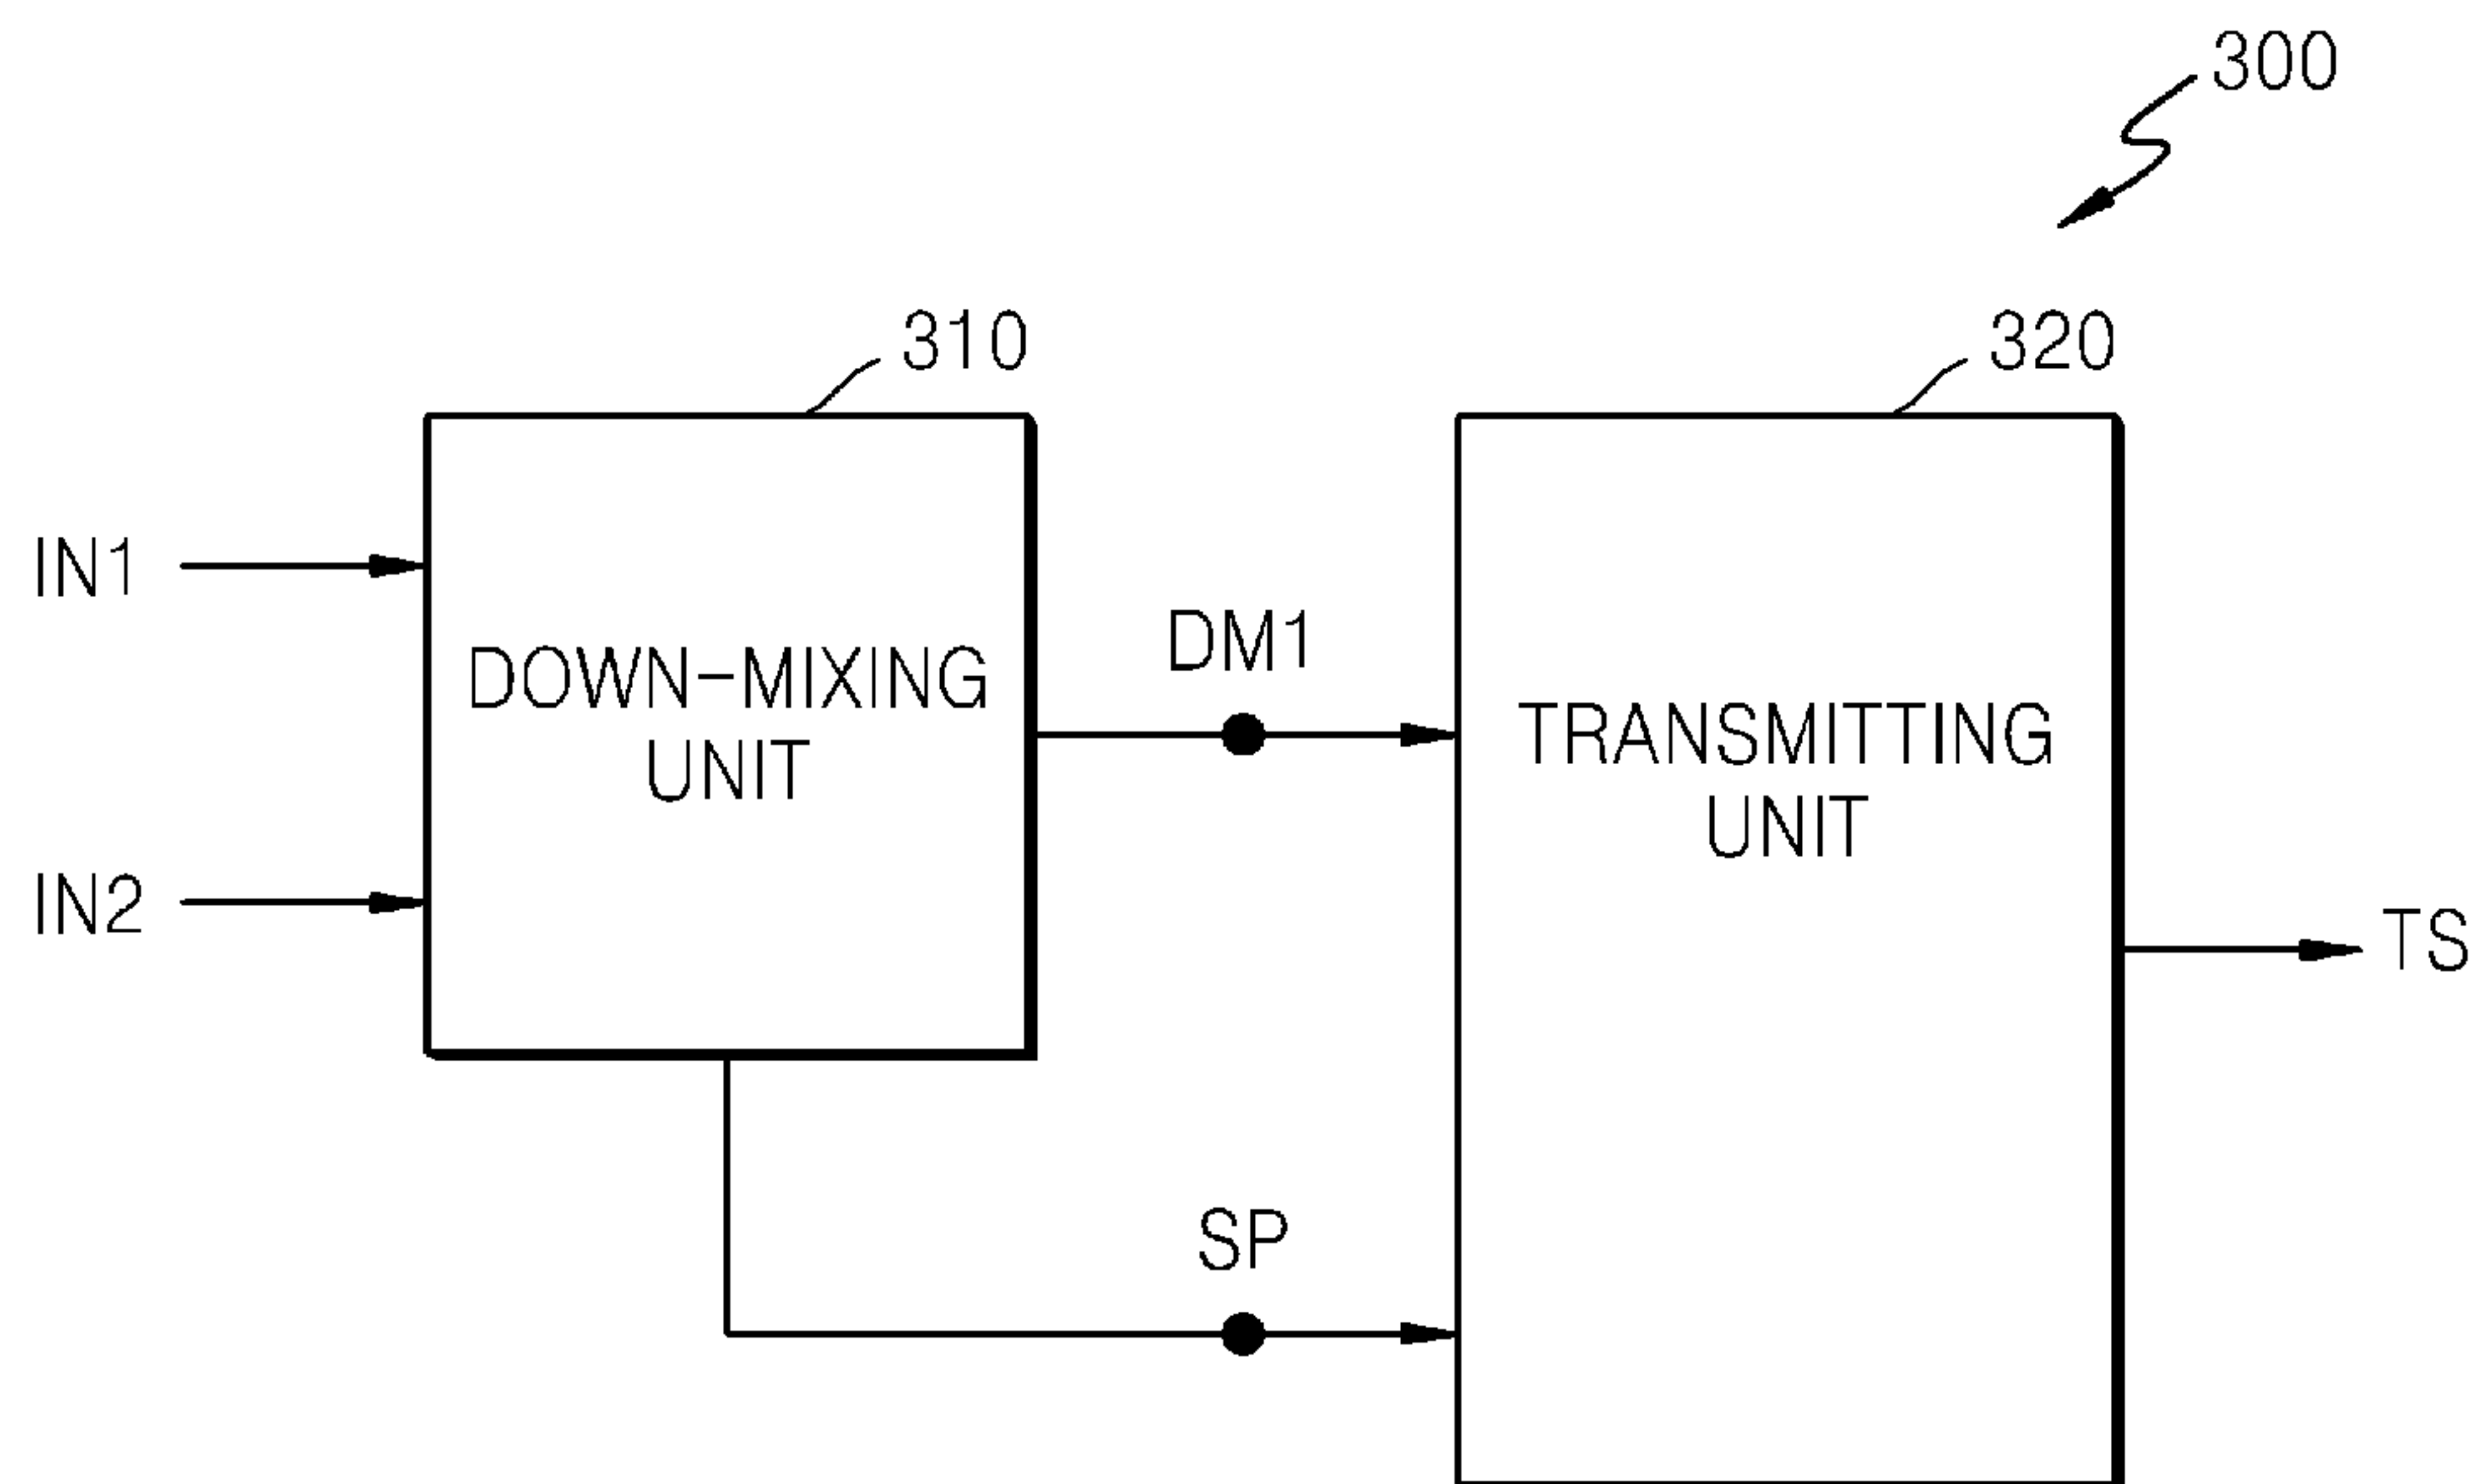 300
310
320
IN1
DOWN-MIXING
UNIT
DM1
TRANSMITTING
UNIT
IN2
TS
SP